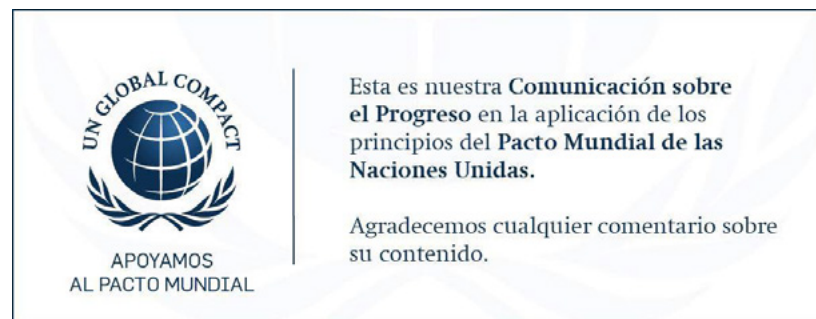 UN GLOBAL COMPACT
APOYAMOS
AL PACTO MUNDIAL
Esta es nuestra Comunicación sobre
el Progreso en la aplicación de los
principios del Pacto Mundial de las
Naciones Unidas.
Agradecemos cualquier comentario sobre
su contenido.